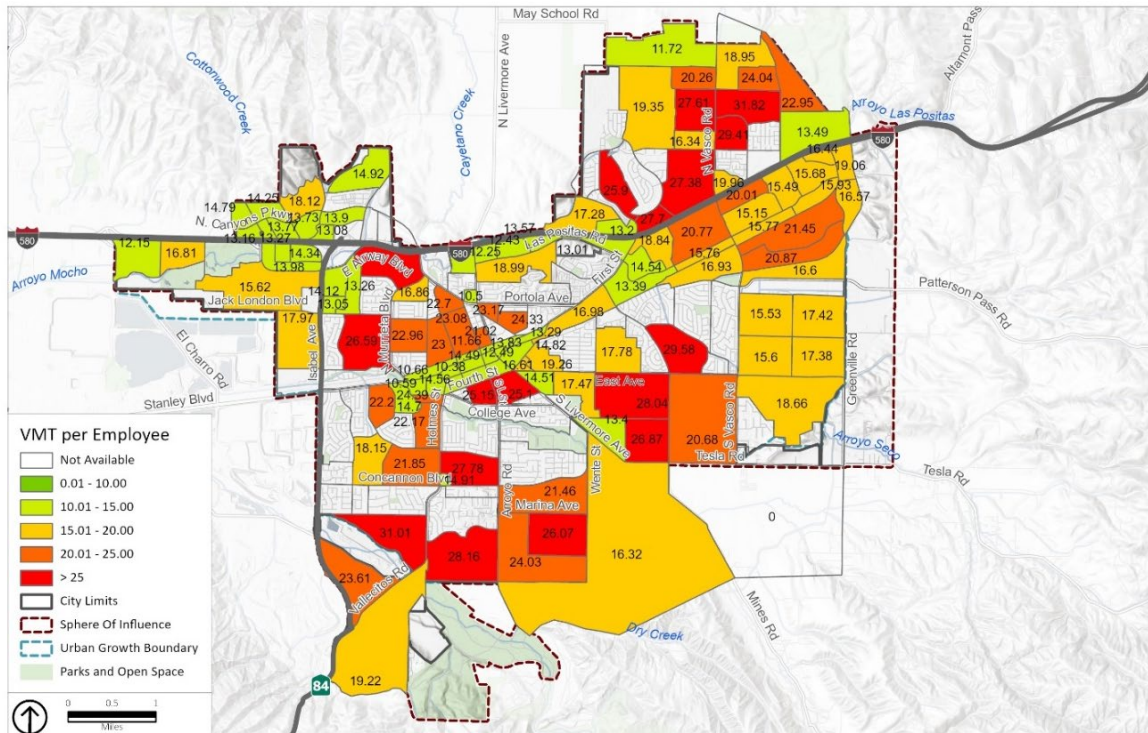 May School Rd
Altamont Pass
Cottonwood Creek
Cayetano Creek
N Livermore Ave
11.72
18.95
20.26
24.04
22.95
Arroyo Las Positas
19.35
27.61
31.82
N Vasco Rd
13.49
580
29.41
16.34
16.44
19.06
14.92
14.25
18.12
14.79
N. Canyons Pkwy
13.73
13.9
13.77
13.08
25.9
27.38
19.96
15.68
15.93
15.49
20.01
16.57
17.28
27.7
15.15
13.57
13.2
580
12.15
16.81
13.16
13.27
14.34
13.98
12.43
580
12.25
Las Positas Rd
13.01
18.84
20.77
15.77
21.45
15.76
20.87
Arroyo Mocho
E Airway Blvd
18.99
First St
14.54
16.93
16.6
15.62
Jack London Blvd
14.12
13.26
13.05
16.86
22.7
10.5
Portola Ave
13.39
Patterson Pass Rd
17.97
Isabel Ave
N Murrieta Blvd
23.08
23.17
24.33
16.98
15.53
17.42
El Charro Rd
26.59
22.96
23
21.02
11.66
13.83
13.29
14.82
17.78
29.58
15.6
17.38
Greenville Rd
14.49
12.49
10.66
10.38
16.61
19.26
Stanley Blvd
10.59
14.56
Fourth St
14.51
17.47
East Ave
24.39
14.7
25.15
S L St
25.1
S Livermore Ave
28.04
18.66
22.2
22.17
Holmes St
College Ave
13.4
S Vasco Rd
Arroyo Seco
18.15
21.85
Concannon Blvd
27.78
14.91
Arroyo Rd
Wente St
26.87
20.68
Tesla Rd
Tesla Rd
21.46
Marina Ave
0
31.01
28.16
26.07
24.03
16.32
23.61
Vallecitos Rd
Mines Rd
Dry Creek
19.22
84
VMT per Employee
Not Available
0.01 - 10.00
10.01 - 15.00
15.01 - 20.00
20.01 - 25.00
> 25
City Limits
Sphere Of Influence
Urban Growth Boundary
Parks and Open Space
0 0.5 1
Miles